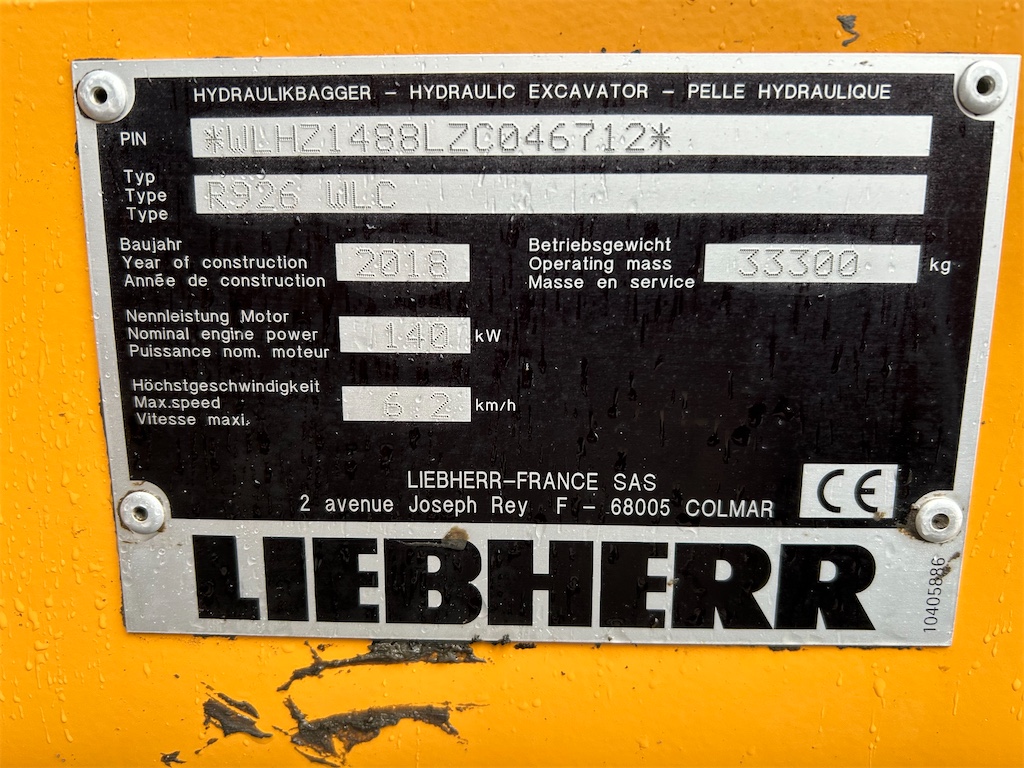 HYDRAULIKBAGGER – HYDRAULIC EXCAVATOR – PELLE HYDRAULIQUE
PIN *WLHZ1488LZC046712*
Typ
Type R926 WLC
Type
Baujahr
Year of construction 2018
Année de construction
Betriebsgewicht
Operating mass 33300 kg
Masse en service
Nennleistung Motor
Nominal engine power 140 kW
Puissance nom. moteur
Höchstgeschwindigkeit
Max.speed 6 2 km/h
Vitesse maxi.
LIEBHERR–FRANCE SAS
2 avenue Joseph Rey F – 68005 COLMAR
CE
LIEBHERR
10405886